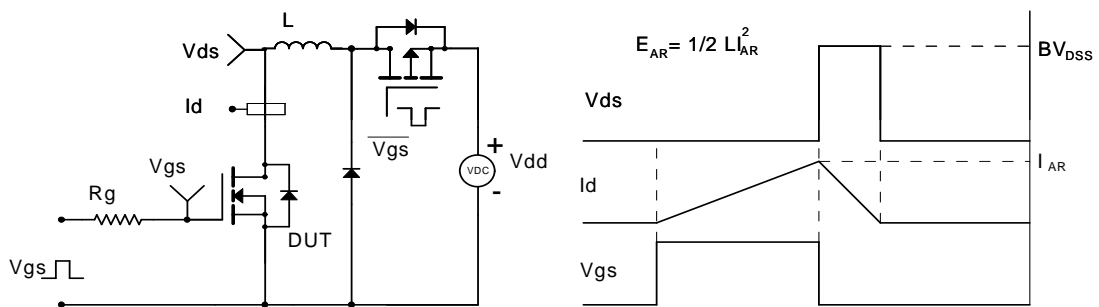 L
Vds
Id
Vgs
Rg
DUT
Vgs
Vgs
+
VDC
-
Vdd
E_AR = 1/2 LI²_AR
BV_DSS
Vds
I_AR
Id
Vgs